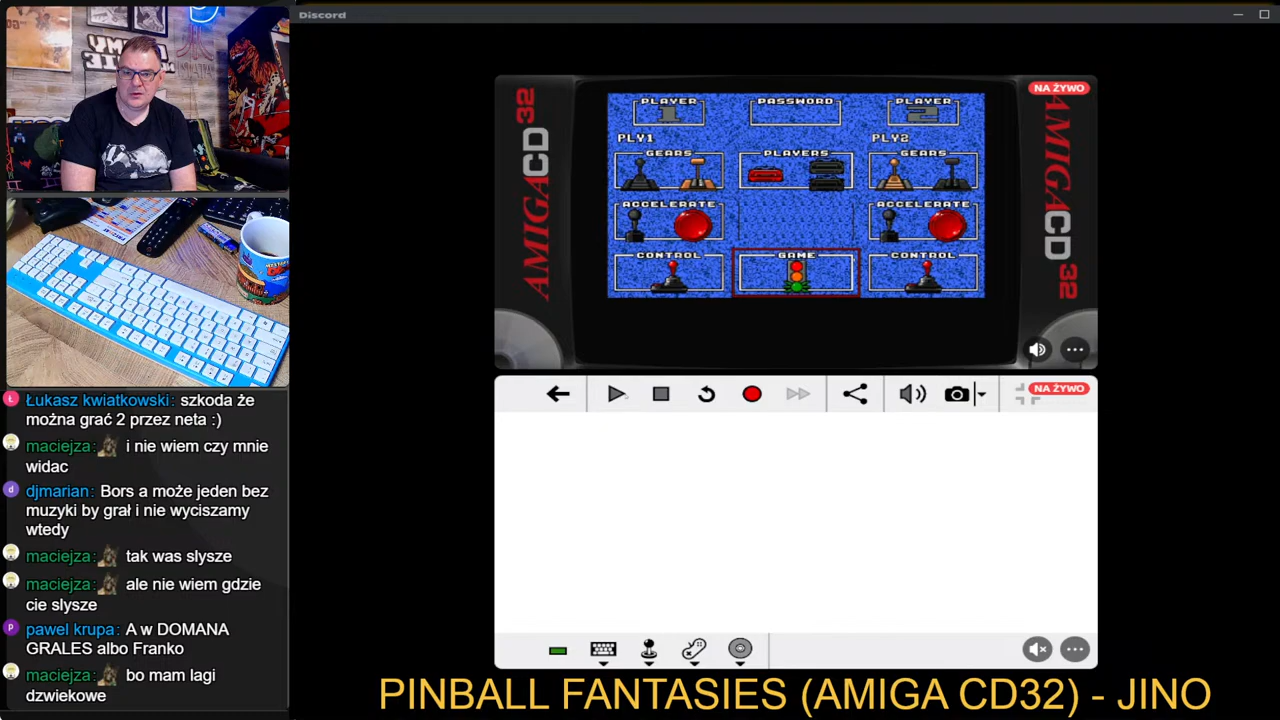 Discord
AMIGA CD32
NA ŻYWO
AMIGA CD32
PLAYER
1
PASSWORD
PLAYER
2
PLY1
PLY2
GEARS
PLAYERS
GEARS
ACCELERATE
ACCELERATE
CONTROL
GAME
CONTROL
NA ŻYWO
Łukasz kwiatkowski: szkoda że
można grać 2 przez neta :)
maciejza: i nie wiem czy mnie
widac
djmarian: Bors a może jeden bez
muzyki by grał i nie wyciszamy
wtedy
maciejza: tak was slysze
maciejza: ale nie wiem gdzie
cie slysze
pawel krupa: A w DOMANA
GRALES albo Franko
maciejza: bo mam lagi
dzwiekowe
PINBALL FANTASIES (AMIGA CD32) - JINO